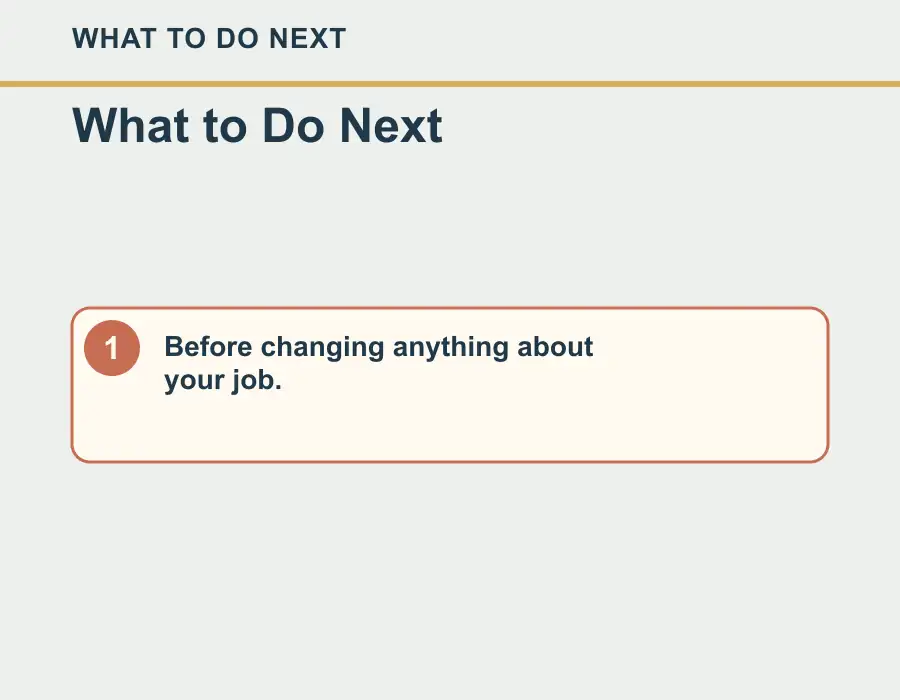 WHAT TO DO NEXT
What to Do Next
1
Before changing anything about
your job.